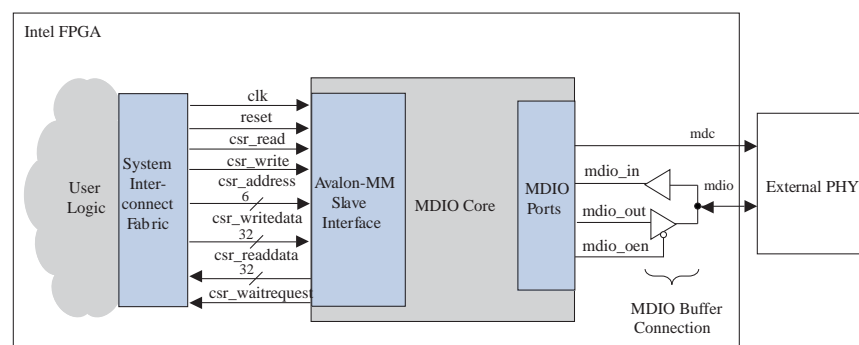 Intel FPGA
User
Logic
System
Inter-
connect
Fabric
clk
reset
csr_read
csr_write
csr_address
6
csr_writedata
32
csr_readdata
32
csr_waitrequest
Avalon-MM
Slave
Interface
MDIO Core
MDIO
Ports
mdc
mdio_in
mdio
mdio_out
mdio_oen
External PHY
MDIO Buffer
Connection